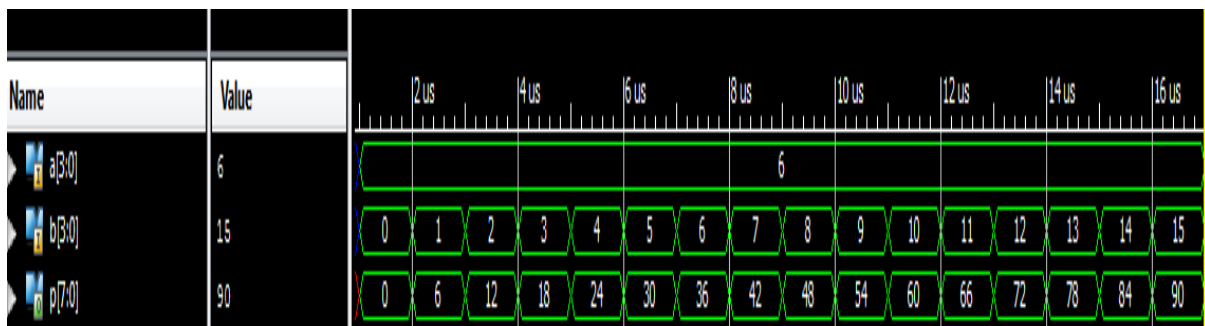 Name Value 2 us 4 us 6 us 8 us 10 us 12 us 14 us 16 us
a[3:0] 6 6
b[3:0] 15 0 1 2 3 4 5 6 7 8 9 10 11 12 13 14 15
p[7:0] 90 0 6 12 18 24 30 36 42 48 54 60 66 72 78 84 90